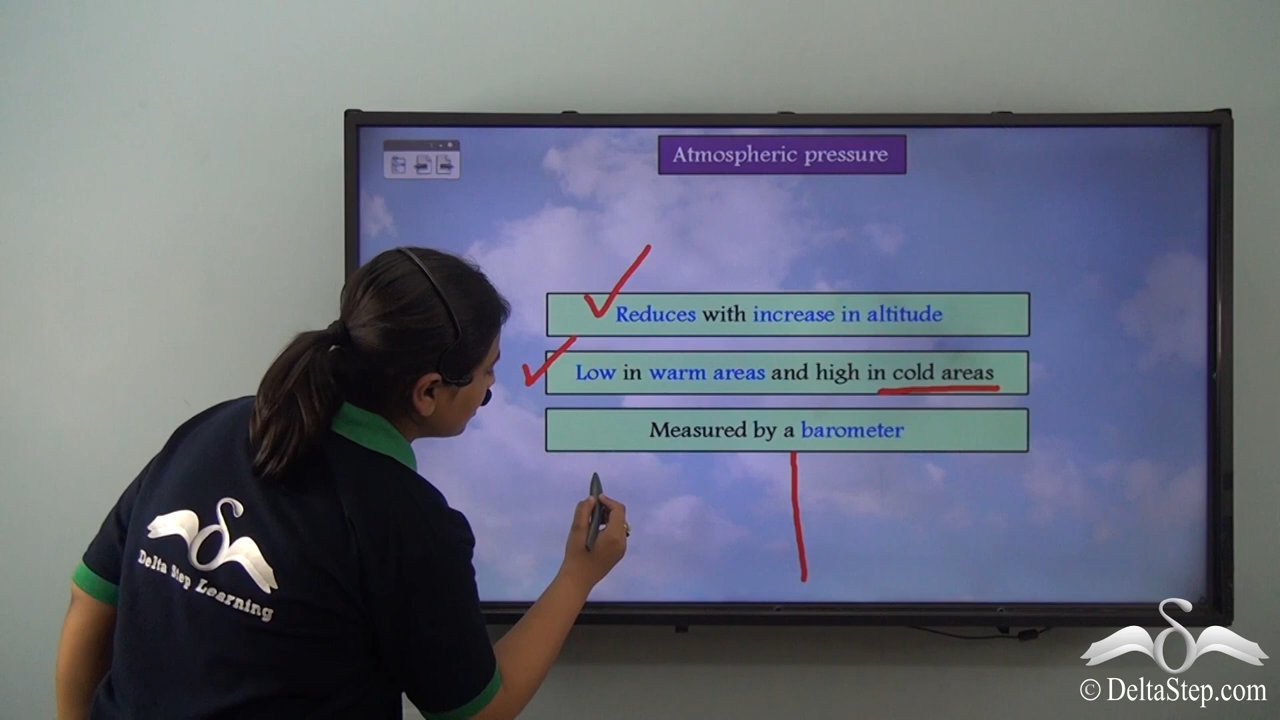 Atmospheric pressure
Reduces with increase in altitude
Low in warm areas and high in cold areas
Measured by a barometer
Delta Step Learning
© DeltaStep.com